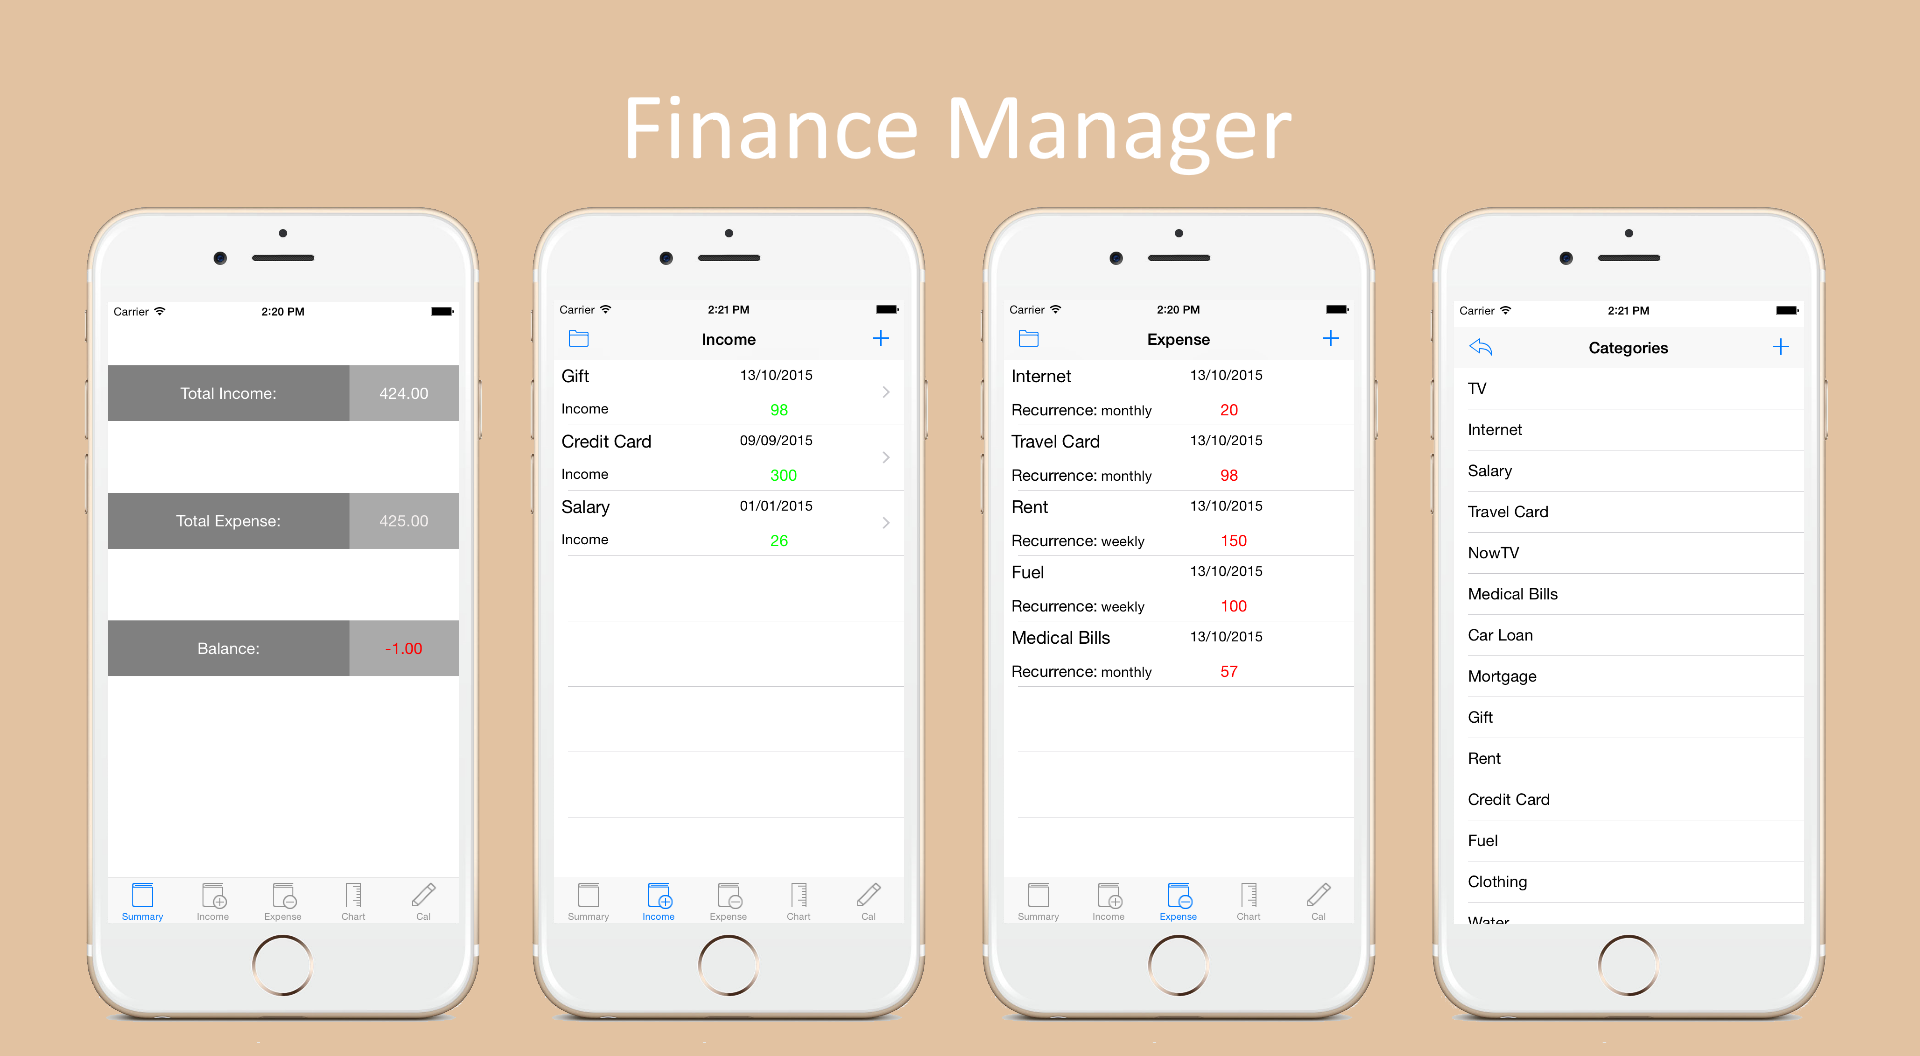 Finance Manager
Carrier 2:20 PM
Total Income: 424.00
Total Expense: 425.00
Balance: -1.00
Summary Income Expense Chart Cal
Carrier 2:21 PM
Income
Gift 13/10/2015
Income 98
Credit Card 09/09/2015
Income 300
Salary 01/01/2015
Income 26
Summary Income Expense Chart Cal
Carrier 2:20 PM
Expense
Internet 13/10/2015
Recurrence: monthly 20
Travel Card 13/10/2015
Recurrence: monthly 98
Rent 13/10/2015
Recurrence: weekly 150
Fuel 13/10/2015
Recurrence: weekly 100
Medical Bills 13/10/2015
Recurrence: monthly 57
Summary Income Expense Chart Cal
Carrier 2:21 PM
Categories
TV
Internet
Salary
Travel Card
NowTV
Medical Bills
Car Loan
Mortgage
Gift
Rent
Credit Card
Fuel
Clothing
Water